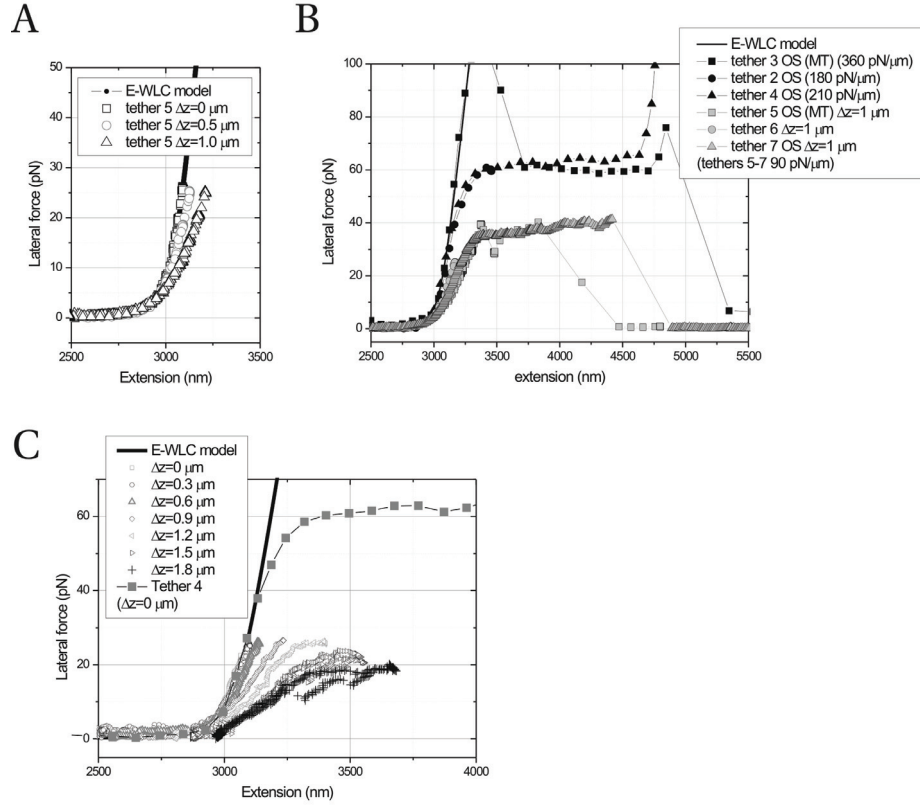 A
50
40
30
20
10
0
Lateral force (pN)
E-WLC model
tether 5 Δz=0 μm
tether 5 Δz=0.5 μm
tether 5 Δz=1.0 μm
2500
3000
3500
Extension (nm)
B
E-WLC model
tether 3 OS (MT) (360 pN/μm)
tether 2 OS (180 pN/μm)
tether 4 OS (210 pN/μm)
tether 5 OS (MT) Δz=1 μm
tether 6 Δz=1 μm
tether 7 OS Δz=1 μm
(tethers 5-7 90 pN/μm)
100
80
60
40
20
0
Lateral force (pN)
2500
3000
3500
4000
4500
5000
5500
extension (nm)
C
E-WLC model
Δz=0 μm
Δz=0.3 μm
Δz=0.6 μm
Δz=0.9 μm
Δz=1.2 μm
Δz=1.5 μm
Δz=1.8 μm
Tether 4
(Δz=0 μm)
60
40
20
0
Lateral force (pN)
2500
3000
3500
4000
Extension (nm)